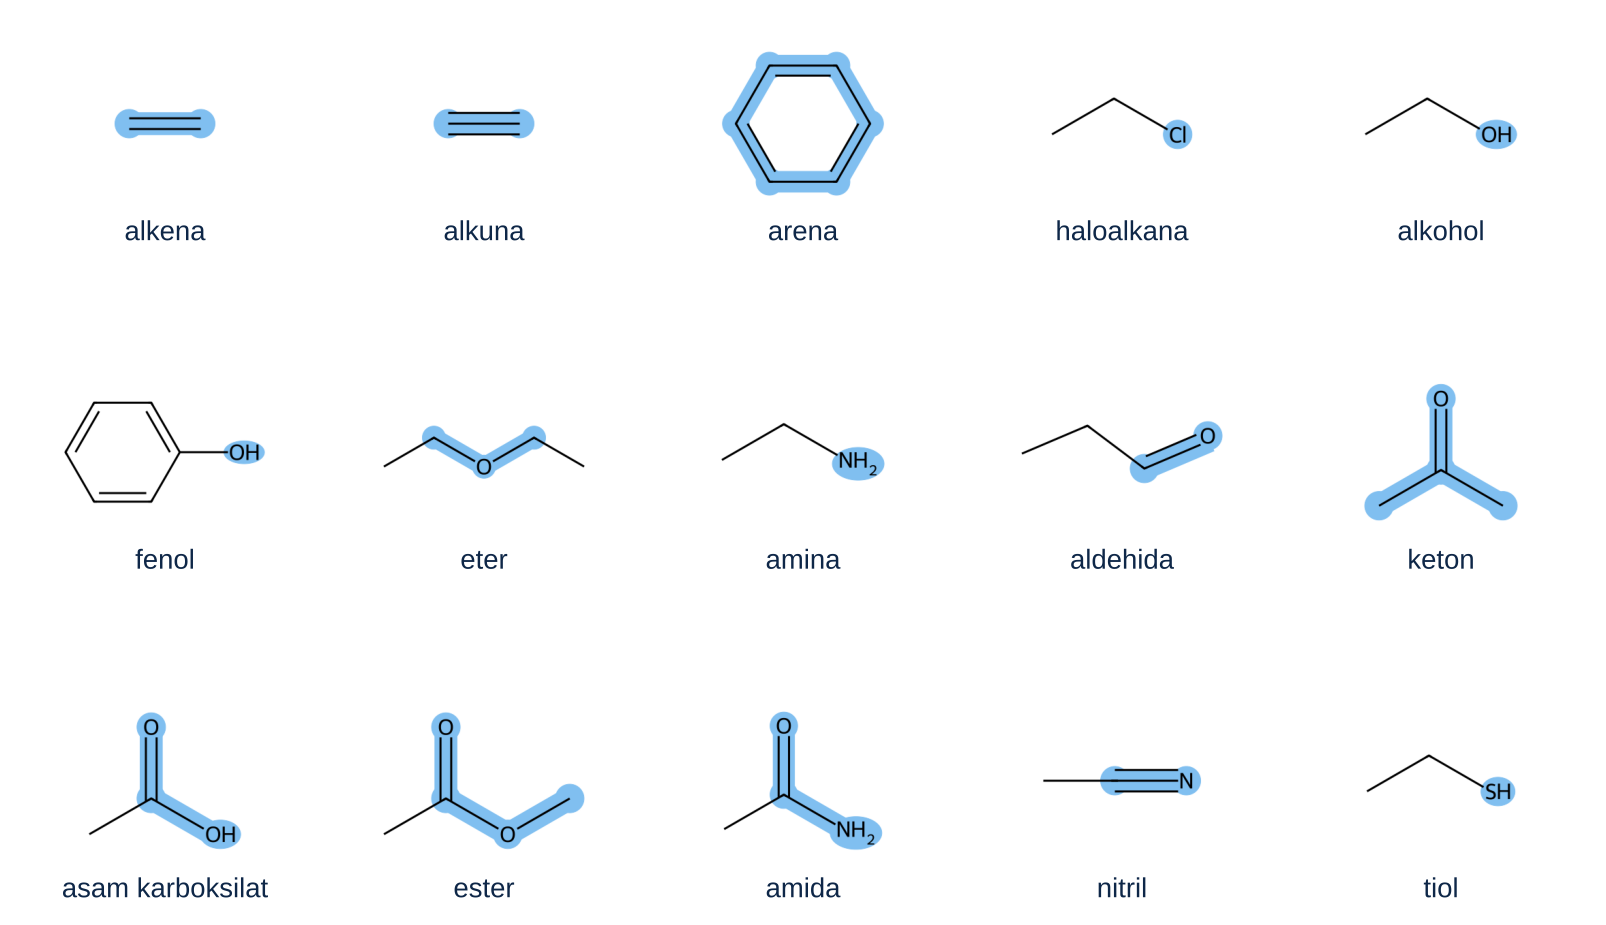 Cl
OH
alkena
alkuna
arena
haloalkana
alkohol
OH
O
NH2
O
O
fenol
eter
amina
aldehida
keton
O
OH
O
O
O
NH2
N
SH
asam karboksilat
ester
amida
nitril
tiol